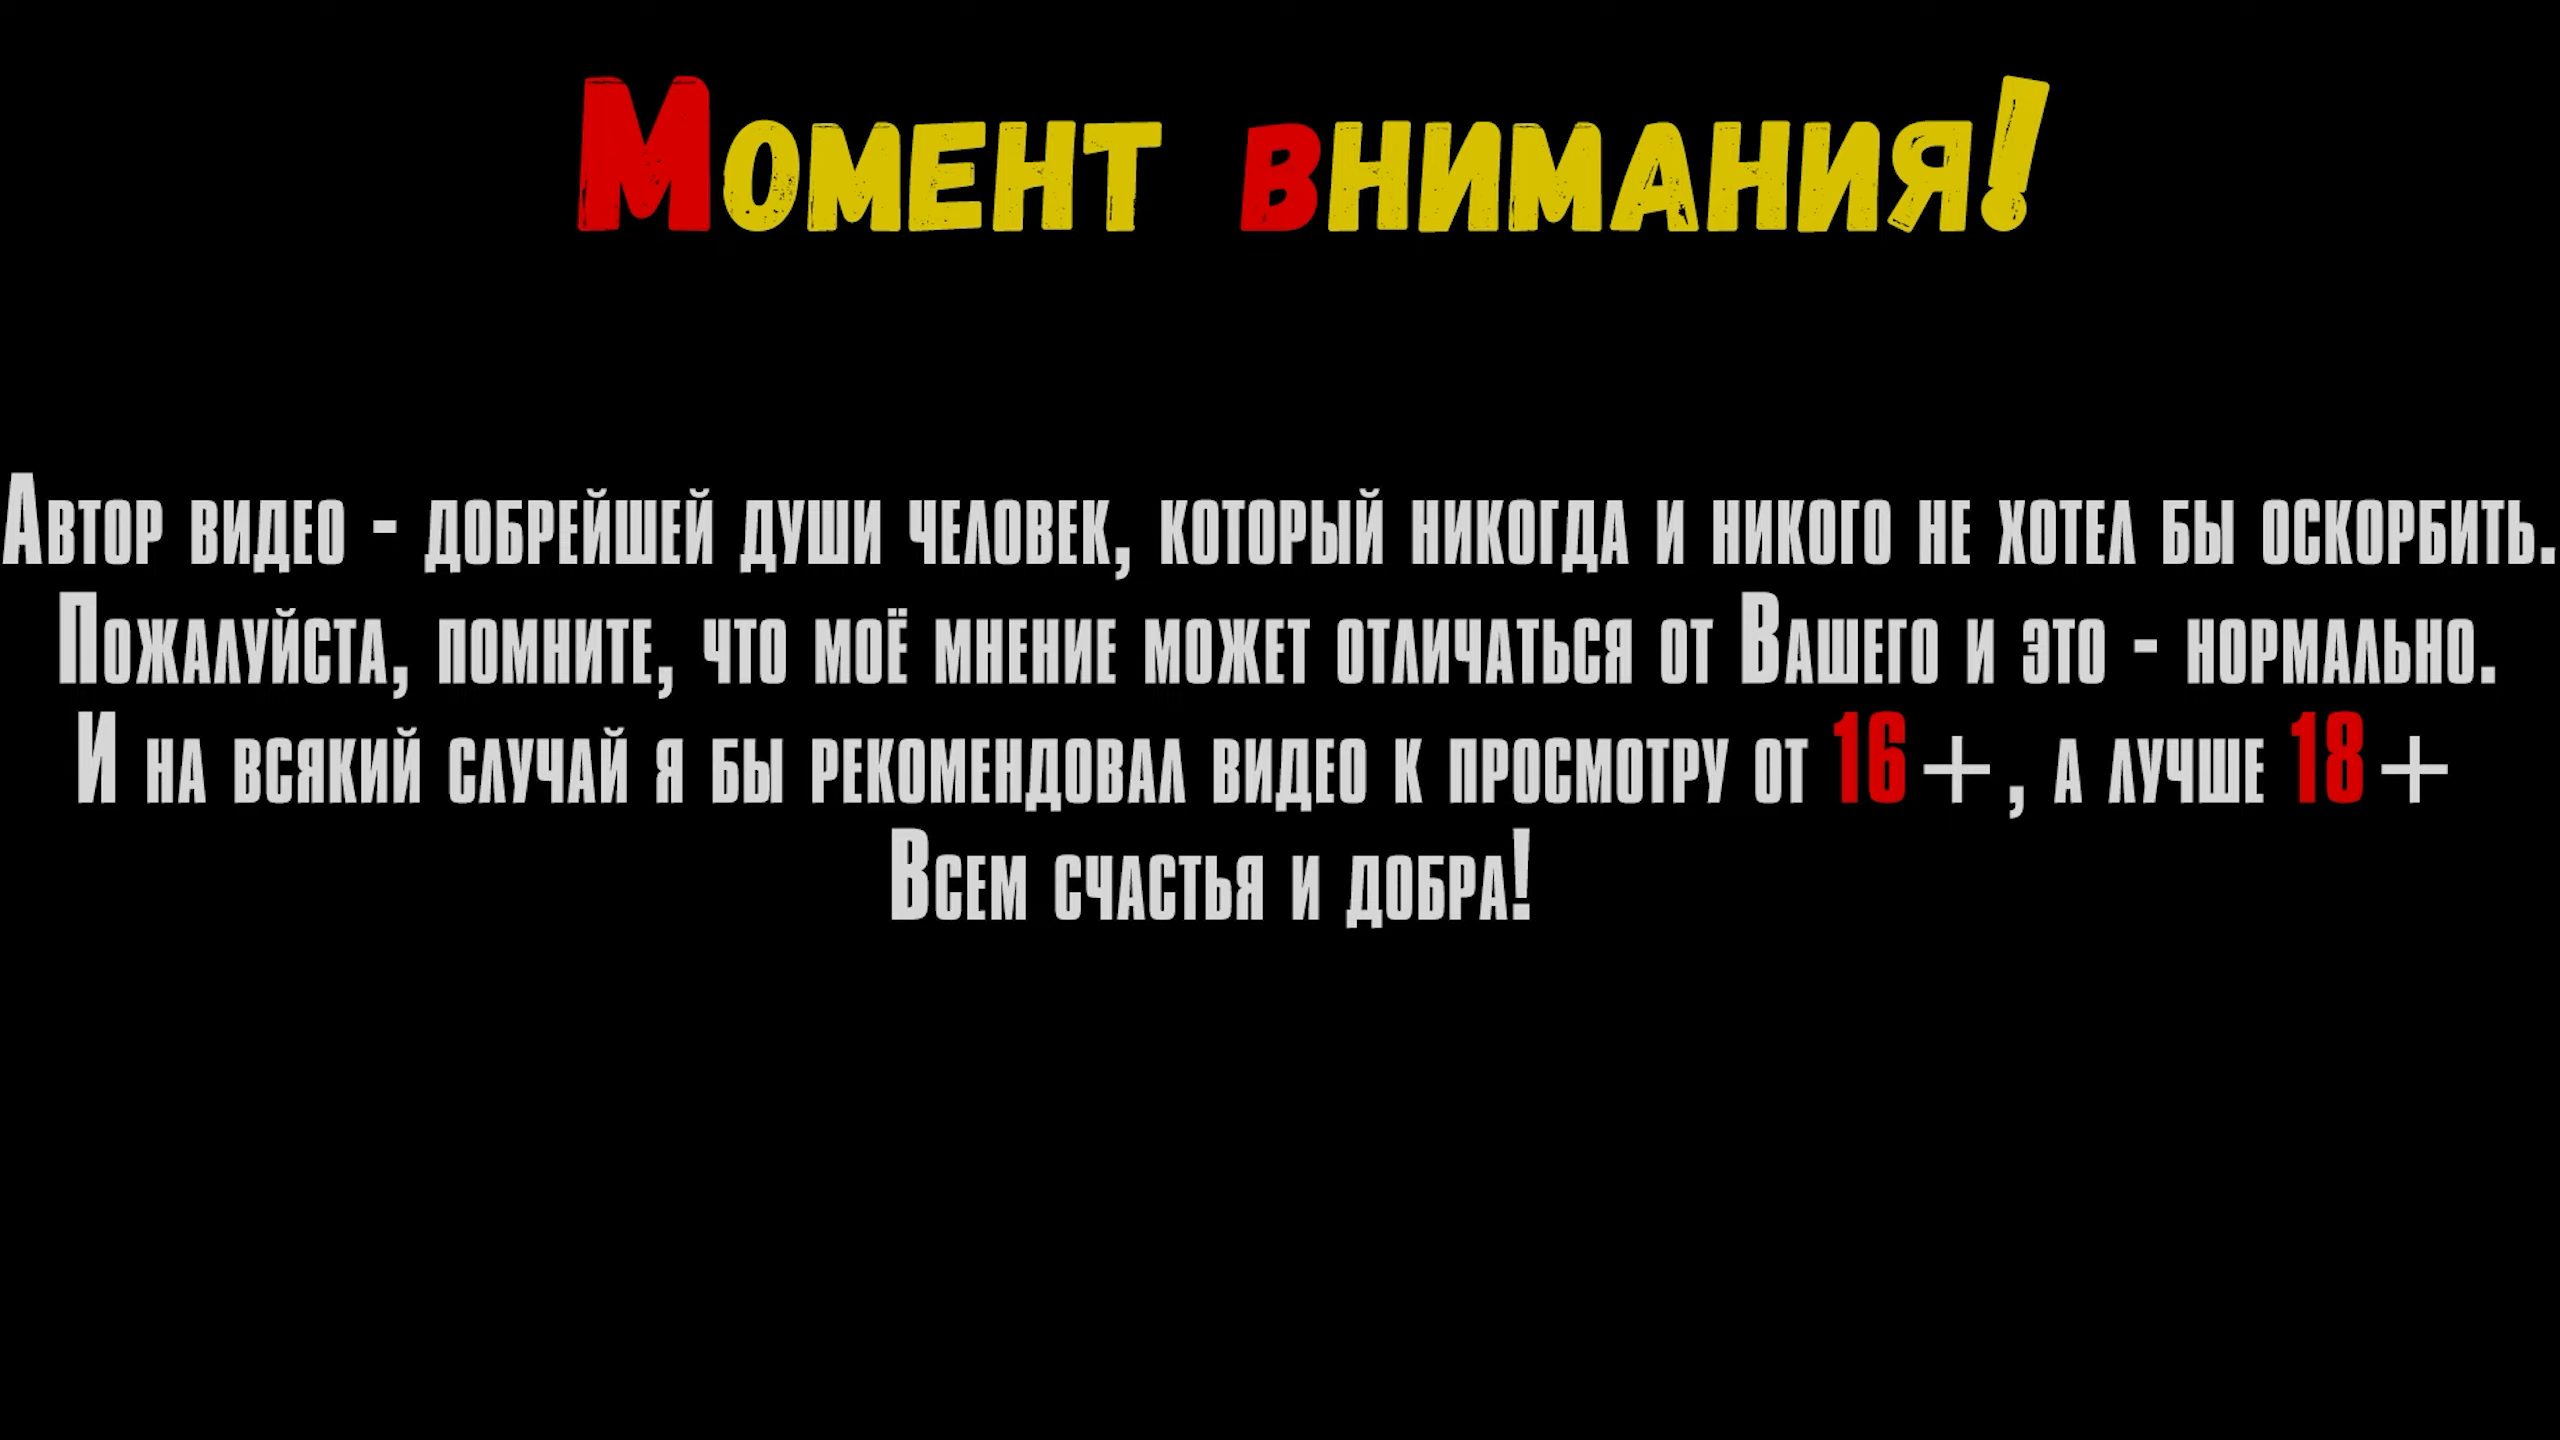 Момент внимания!
Автор видео - добрейшей души человек, который никогда и никого не хотел бы оскорбить.
Пожалуйста, помните, что моё мнение может отличаться от Вашего и это - нормально.
И на всякий случай я бы рекомендовал видео к просмотру от 16+, а лучше 18+
Всем счастья и добра!